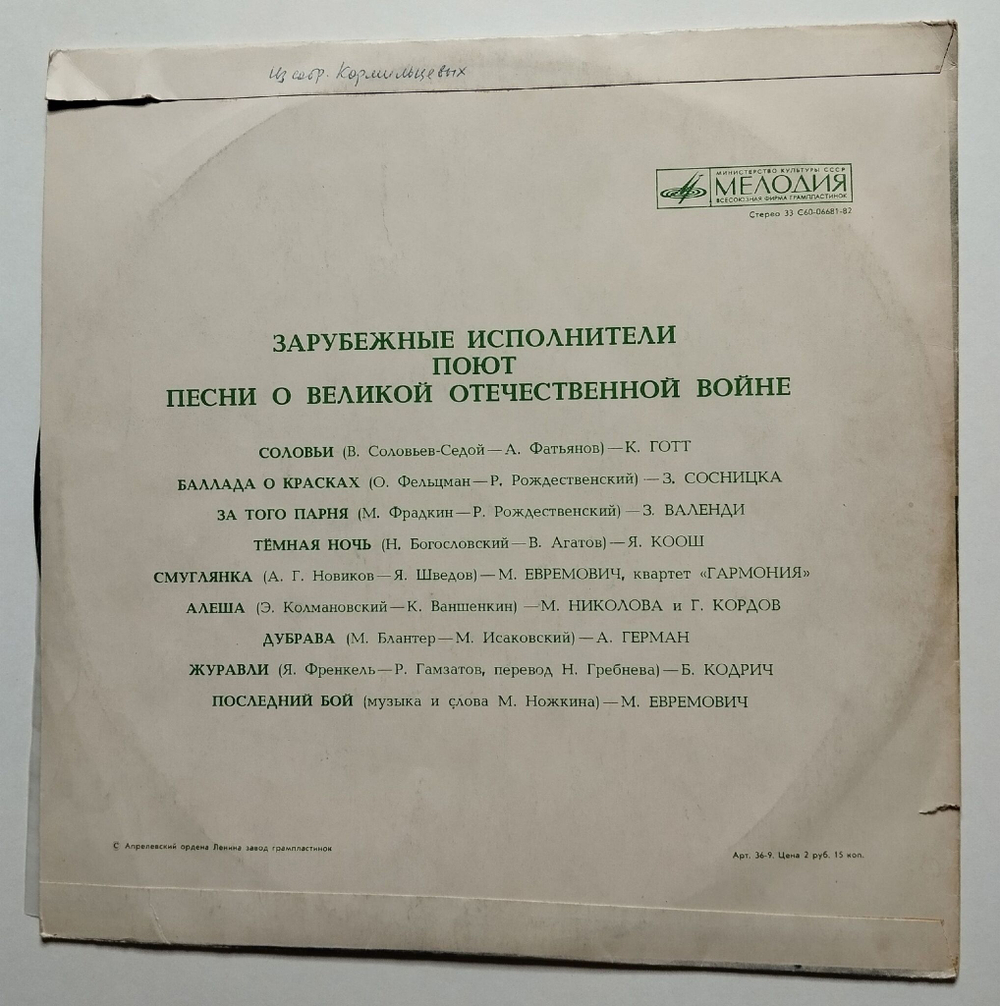 Из собр. Кормильцевых
МИНИСТЕРСТВО КУЛЬТУРЫ СССР
МЕЛОДИЯ
ВСЕСОЮЗНАЯ ФИРМА ГРАМПЛАСТИНОК
Стерео 33 С60-06681-82
ЗАРУБЕЖНЫЕ ИСПОЛНИТЕЛИ
ПОЮТ
ПЕСНИ О ВЕЛИКОЙ ОТЕЧЕСТВЕННОЙ ВОЙНЕ
СОЛОВЬИ (В. Соловьев-Седой — А. Фатьянов) — К. ГОТТ
БАЛЛАДА О КРАСКАХ (О. Фельцман — Р. Рождественский) — З. СОСНИЦКА
ЗА ТОГО ПАРНЯ (М. Фрадкин — Р. Рождественский) — З. ВАЛЕНДИ
ТЁМНАЯ НОЧЬ (Н. Богословский — В. Агатов) — Я. КООШ
СМУГЛЯНКА (А. Г. Новиков — Я. Шведов) — М. ЕВРЕМОВИЧ, квартет «ГАРМОНИЯ»
АЛЕША (Э. Колмановский — К. Ваншенкин) — М. НИКОЛОВА и Г. КОРДОВ
ДУБРАВА (М. Блантер — М. Исаковский) — А. ГЕРМАН
ЖУРАВЛИ (Я. Френкель — Р. Гамзатов, перевод Н. Гребнева) — Б. КОДРИЧ
ПОСЛЕДНИЙ БОЙ (музыка и слова М. Ножкина) — М. ЕВРЕМОВИЧ
С Апрелевский ордена Ленина завод грампластинок
Арт. 36-9. Цена 2 руб. 15 коп.